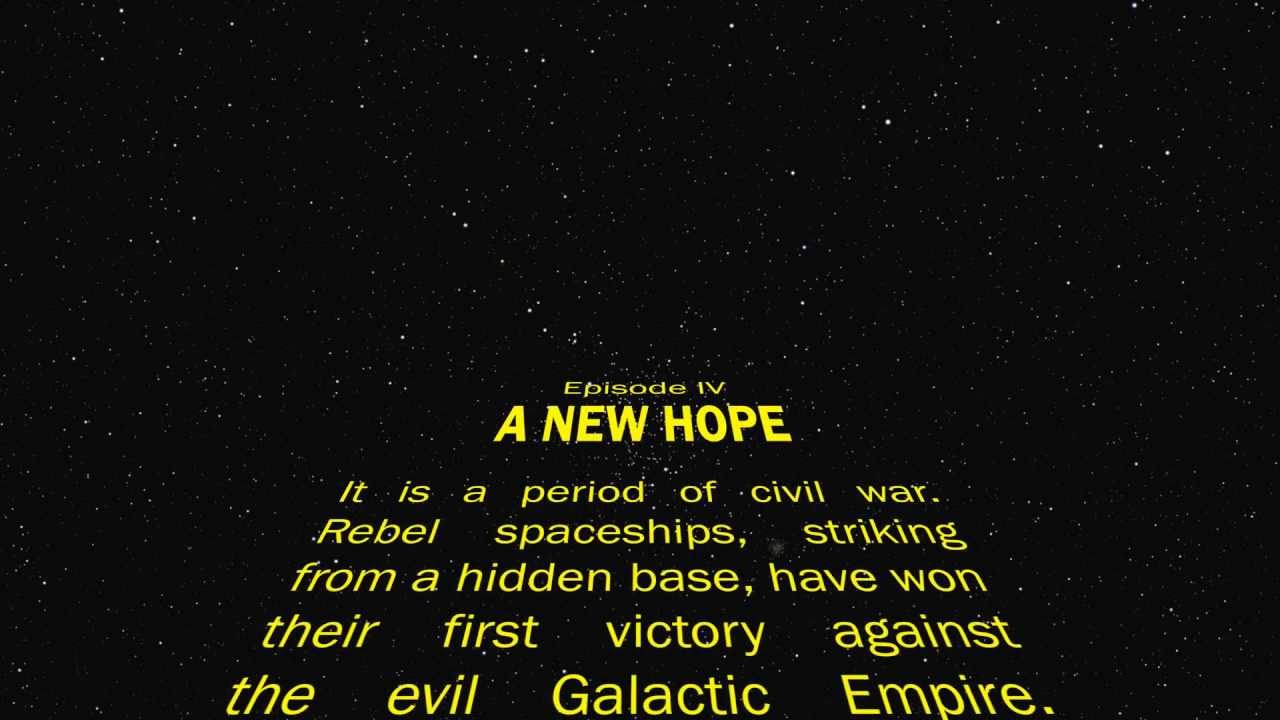 Episode IV
A NEW HOPE
It is a period of civil war.
Rebel spaceships, striking
from a hidden base, have won
their first victory against
the evil Galactic Empire.